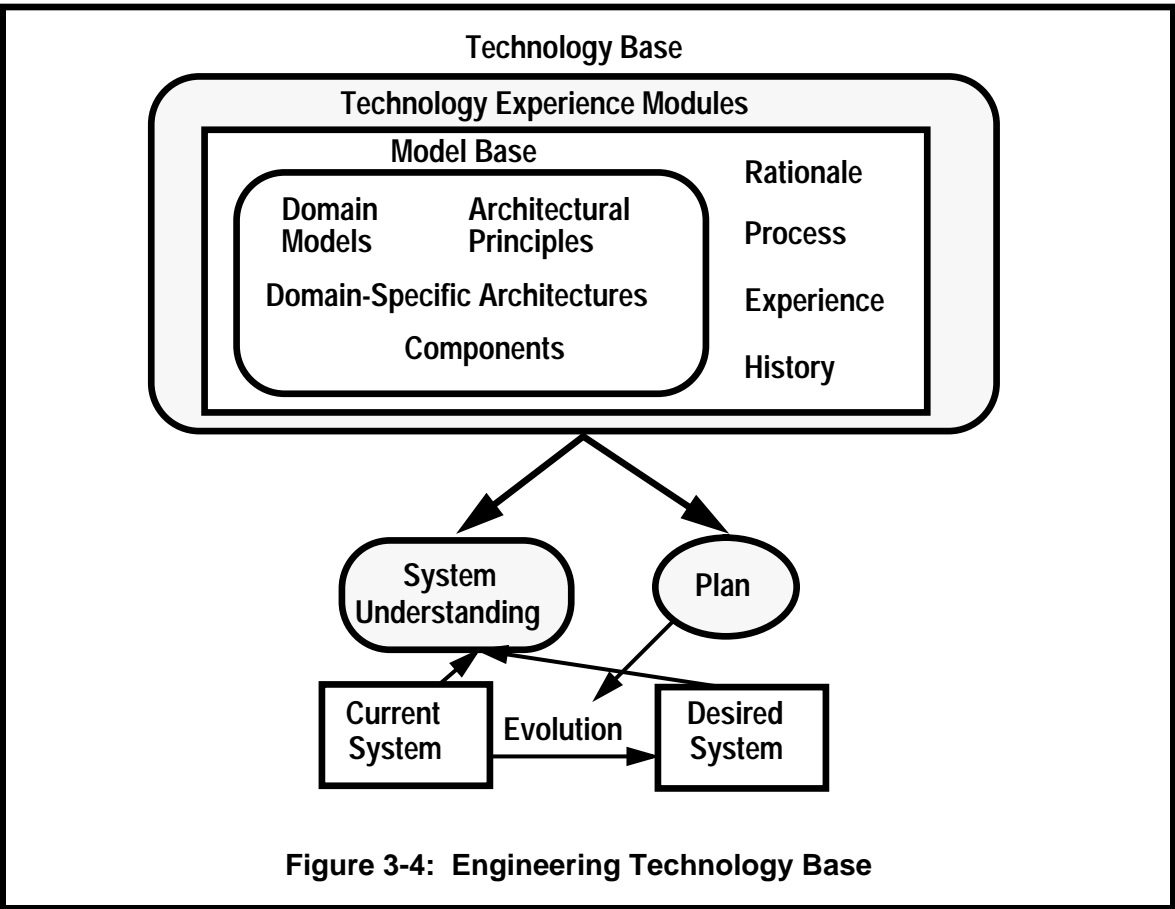 Technology Base
Technology Experience Modules
Model Base
Domain
Models
Architectural
Principles
Domain-Specific Architectures
Components
Rationale
Process
Experience
History
System
Understanding
Plan
Current
System
Evolution
Desired
System
Figure 3-4:  Engineering Technology Base